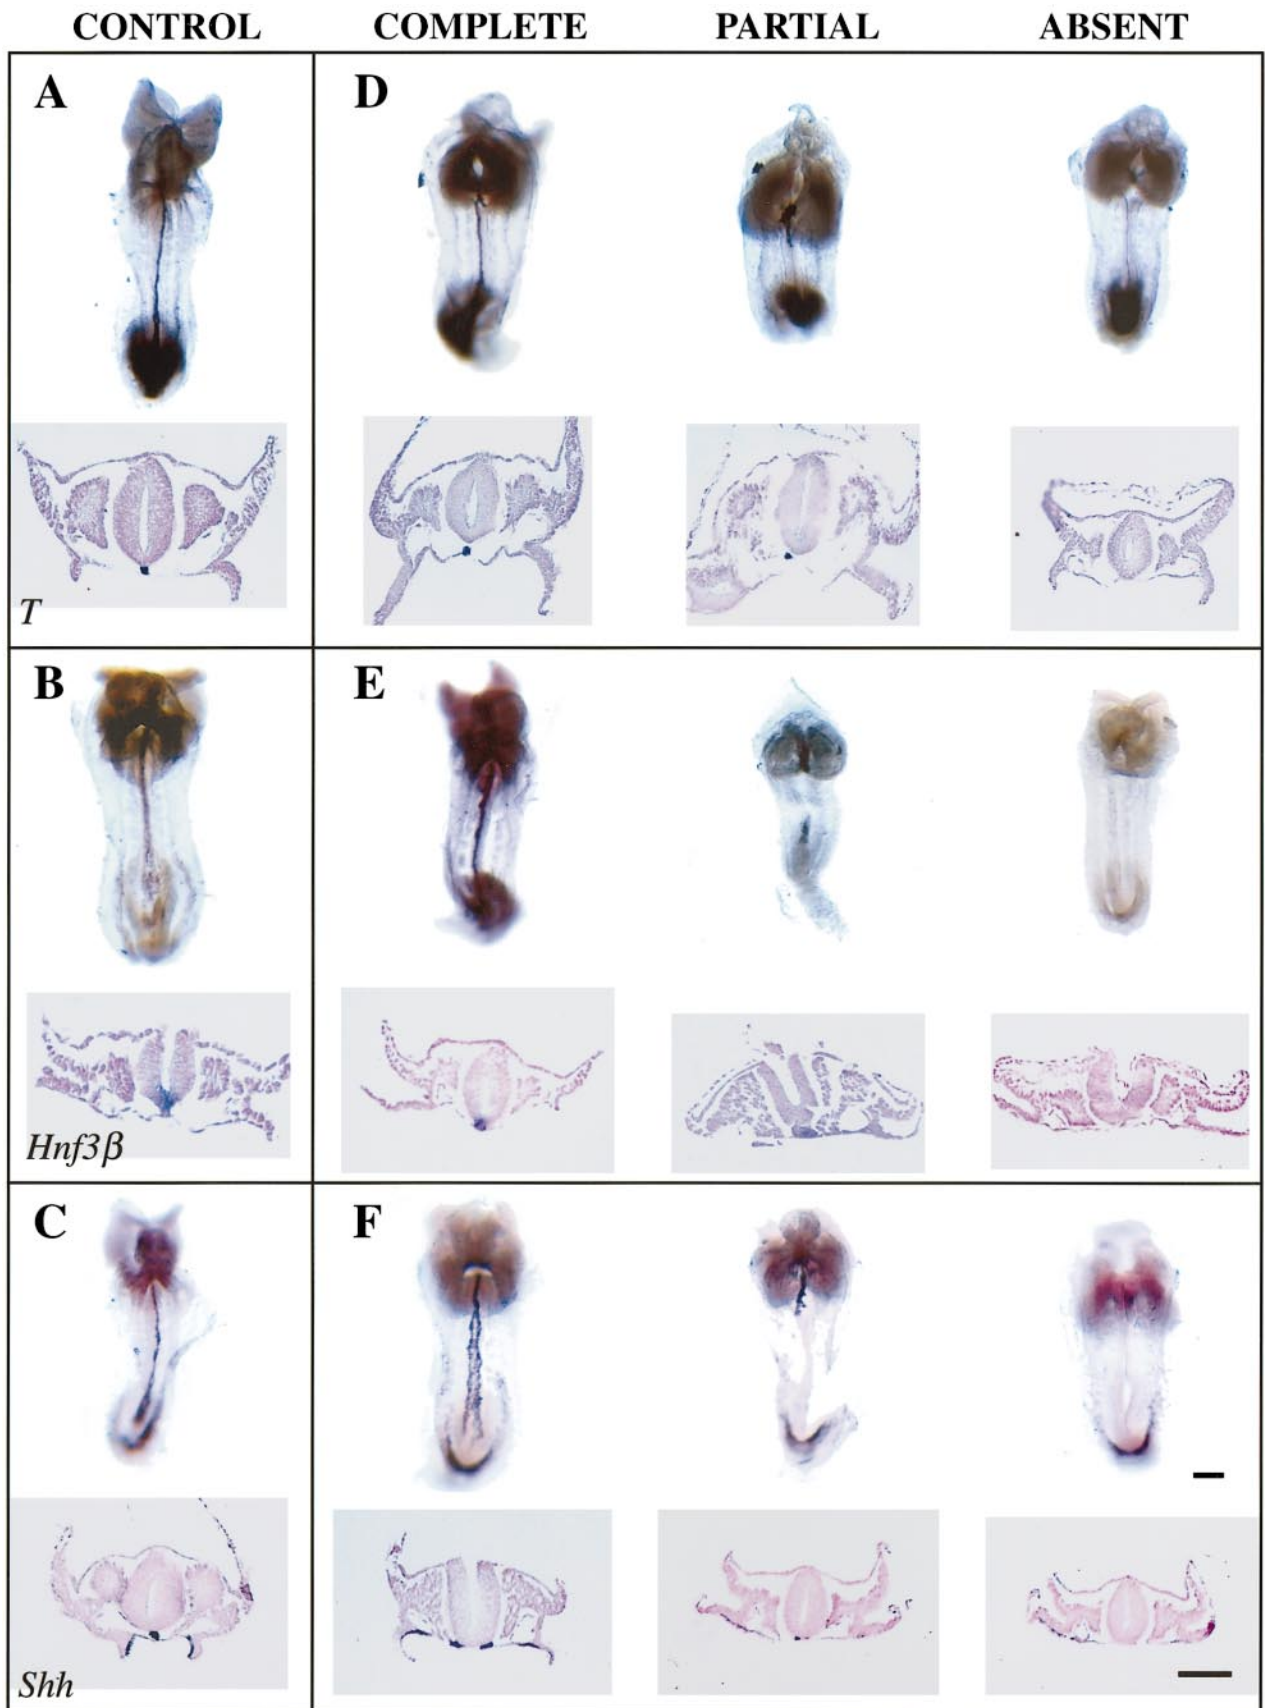 CONTROL COMPLETE PARTIAL ABSENT
A D
T
B E
Hnf3β
C F
Shh